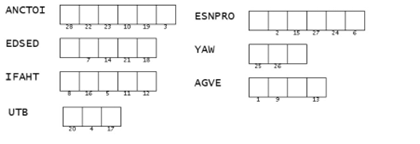 ANCTOI
28 22 23 10 19 3
EDSED
7 14 21 18
IFAHT
8 16 5 11 12
UTB
20 4 17
ESNPRO
2 15 27 24 6
YAW
25 26
AGVE
1 9 13